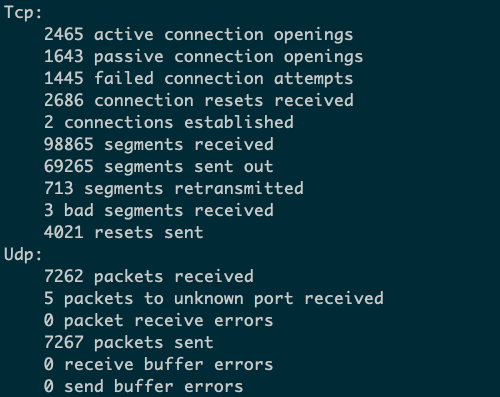 Tcp:
    2465 active connection openings
    1643 passive connection openings
    1445 failed connection attempts
    2686 connection resets received
    2 connections established
    98865 segments received
    69265 segments sent out
    713 segments retransmitted
    3 bad segments received
    4021 resets sent
Udp:
    7262 packets received
    5 packets to unknown port received
    0 packet receive errors
    7267 packets sent
    0 receive buffer errors
    0 send buffer errors